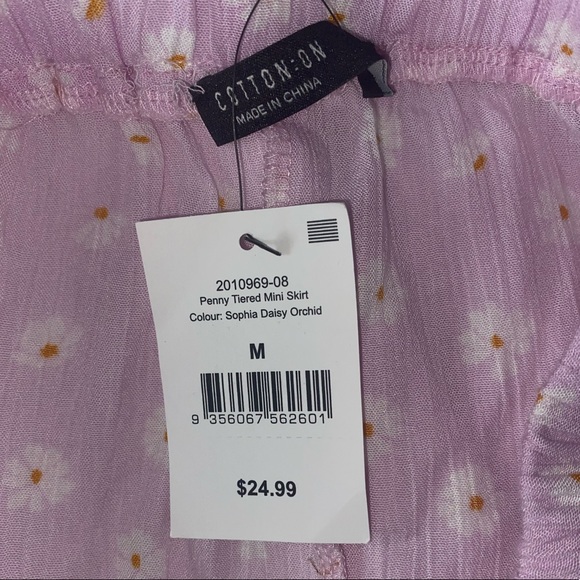 COTTON:ON
MADE IN CHINA
2010969-08
Penny Tiered Mini Skirt
Colour: Sophia Daisy Orchid
M
9 356067 562601
$24.99